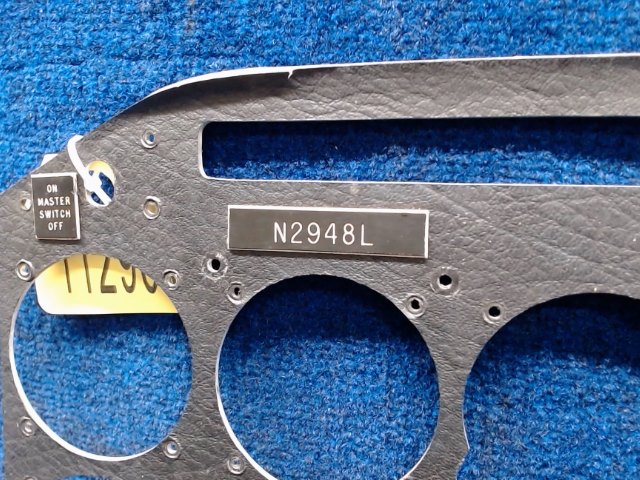 ON
MASTER
SWITCH
OFF
N2948L